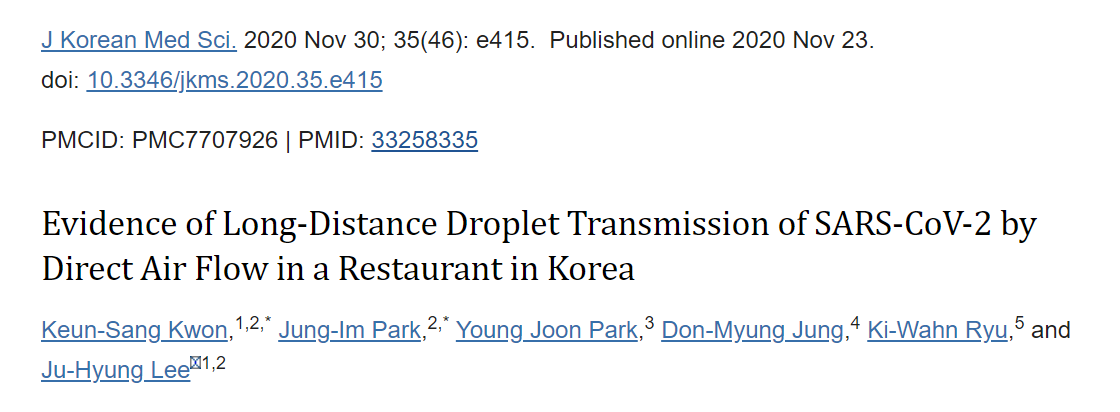 J Korean Med Sci. 2020 Nov 30; 35(46): e415. Published online 2020 Nov 23.
doi: 10.3346/jkms.2020.35.e415
PMCID: PMC7707926 | PMID: 33258335
Evidence of Long-Distance Droplet Transmission of SARS-CoV-2 by
Direct Air Flow in a Restaurant in Korea
Keun-Sang Kwon,1,2,* Jung-Im Park,2,* Young Joon Park,3 Don-Myung Jung,4 Ki-Wahn Ryu,5 and
Ju-Hyung Lee1,2